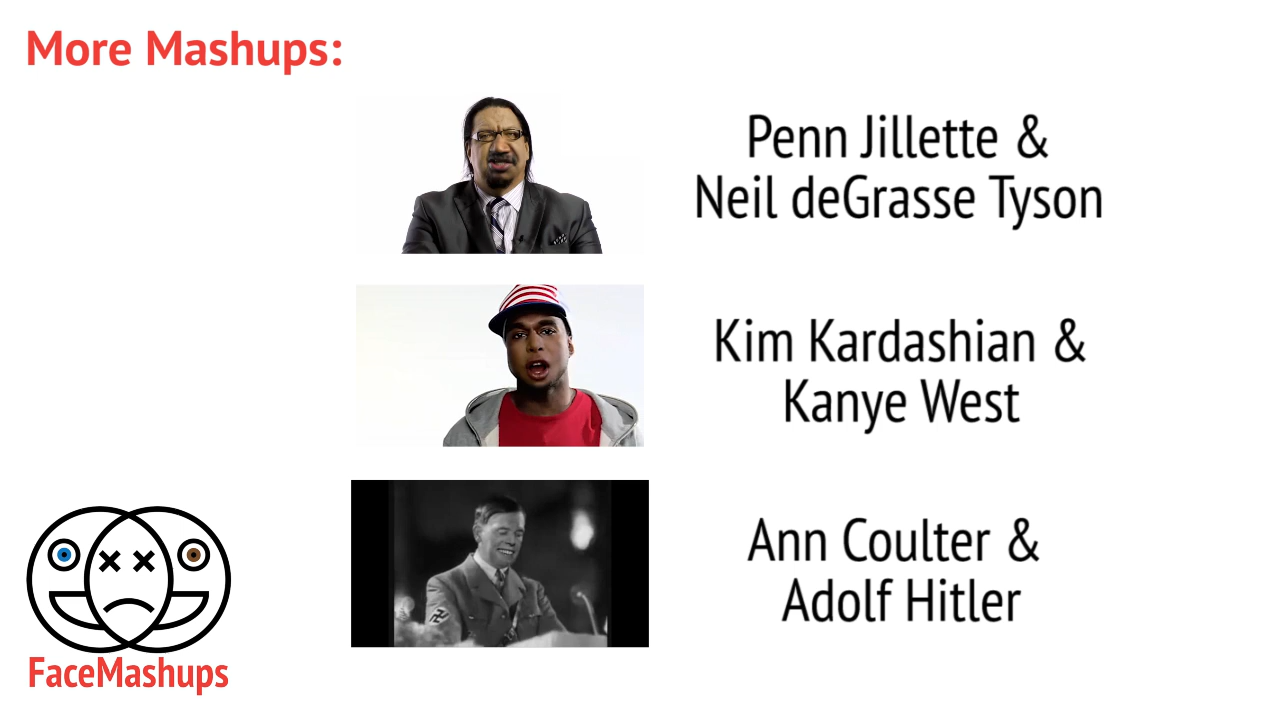 More Mashups:
Penn Jillette &
Neil deGrasse Tyson
Kim Kardashian &
Kanye West
Ann Coulter &
Adolf Hitler
FaceMashups